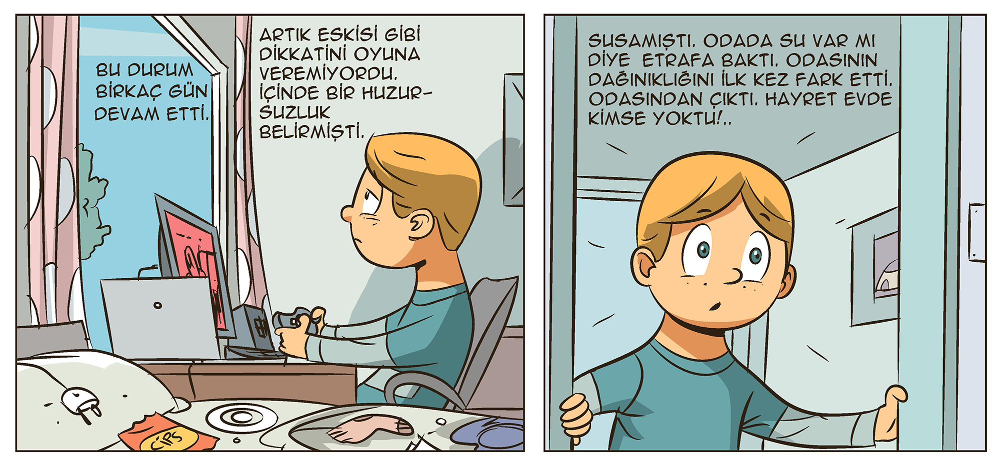 BU DURUM
BİRKAÇ GÜN
DEVAM ETTİ.
ARTIK ESKİSİ GİBİ
DİKKATİNİ OYUNA
VEREMİYORDU.
İÇİNDE BİR HUZUR-
SUZLUK
BELİRMİŞTİ.
CİPS
SUSAMIŞTI. ODADA SU VAR MI
DİYE ETRAFA BAKTI. ODASININ
DAĞINIKLIĞINI İLK KEZ FARK ETTİ.
ODASINDAN ÇIKTI. HAYRET EVDE
KİMSE YOKTU!..